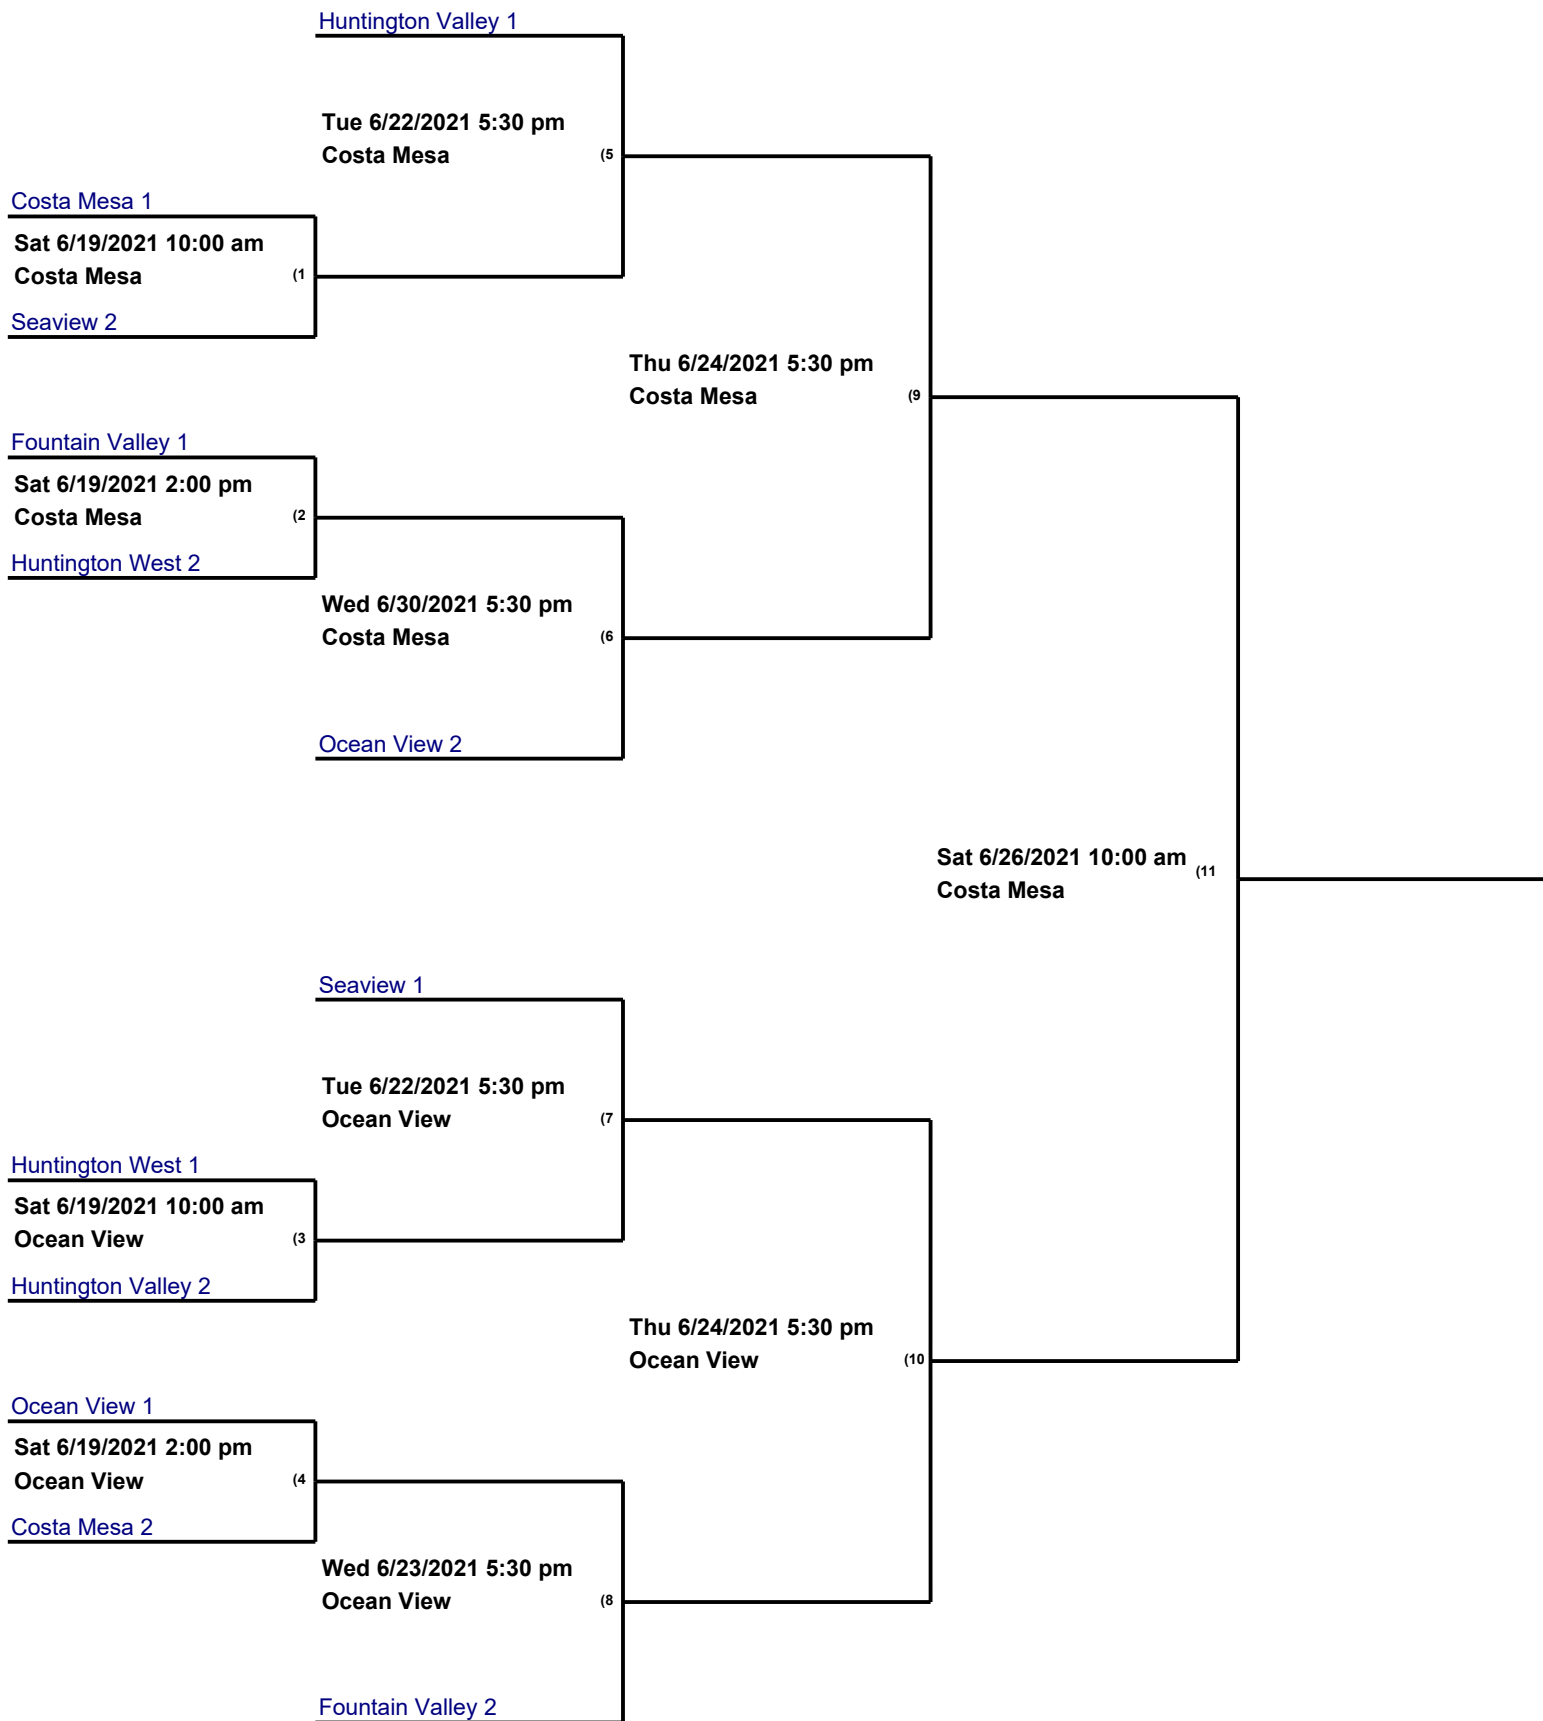 Huntington Valley 1
Tue 6/22/2021 5:30 pm
Costa Mesa (5
Costa Mesa 1
Sat 6/19/2021 10:00 am
Costa Mesa (1
Seaview 2
Thu 6/24/2021 5:30 pm
Costa Mesa (9
Fountain Valley 1
Sat 6/19/2021 2:00 pm
Costa Mesa (2
Huntington West 2
Wed 6/30/2021 5:30 pm
Costa Mesa (6
Ocean View 2
Sat 6/26/2021 10:00 am (11
Costa Mesa
Seaview 1
Tue 6/22/2021 5:30 pm
Ocean View (7
Huntington West 1
Sat 6/19/2021 10:00 am
Ocean View (3
Huntington Valley 2
Thu 6/24/2021 5:30 pm
Ocean View (10
Ocean View 1
Sat 6/19/2021 2:00 pm
Ocean View (4
Costa Mesa 2
Wed 6/23/2021 5:30 pm
Ocean View (8
Fountain Valley 2